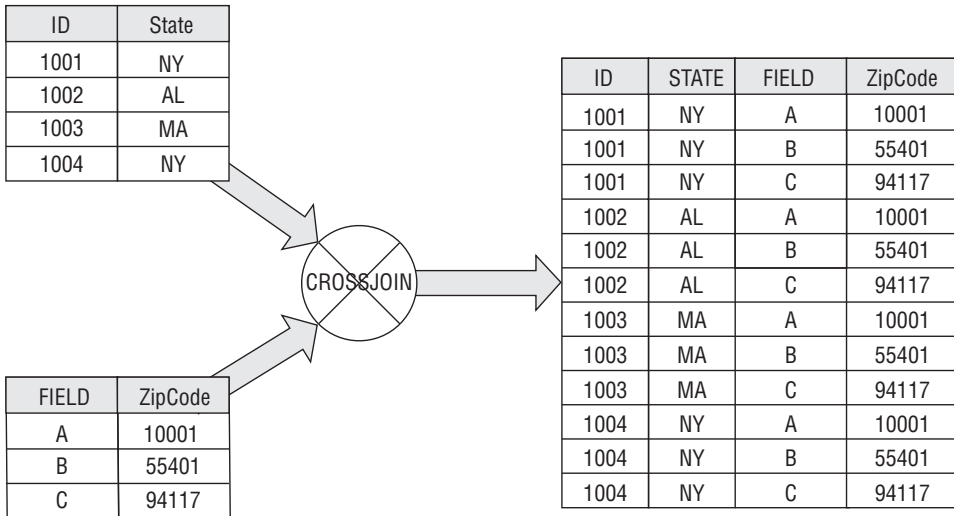 ID State
1001 NY
1002 AL
1003 MA
1004 NY
CROSSJOIN
FIELD ZipCode
A 10001
B 55401
C 94117
ID STATE FIELD ZipCode
1001 NY A 10001
1001 NY B 55401
1001 NY C 94117
1002 AL A 10001
1002 AL B 55401
1002 AL C 94117
1003 MA A 10001
1003 MA B 55401
1003 MA C 94117
1004 NY A 10001
1004 NY B 55401
1004 NY C 94117